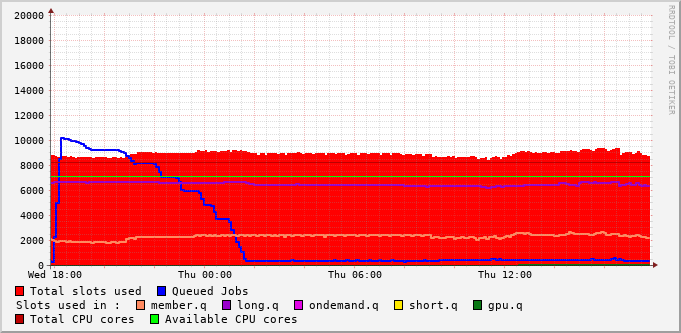 RRDTOOL / TOBI OETIKER
20000
18000
16000
14000
12000
10000
8000
6000
4000
2000
0
Wed 18:00 Thu 00:00 Thu 06:00 Thu 12:00
Total slots used Queued Jobs
Slots used in : member.q long.q ondemand.q short.q gpu.q
Total CPU cores Available CPU cores